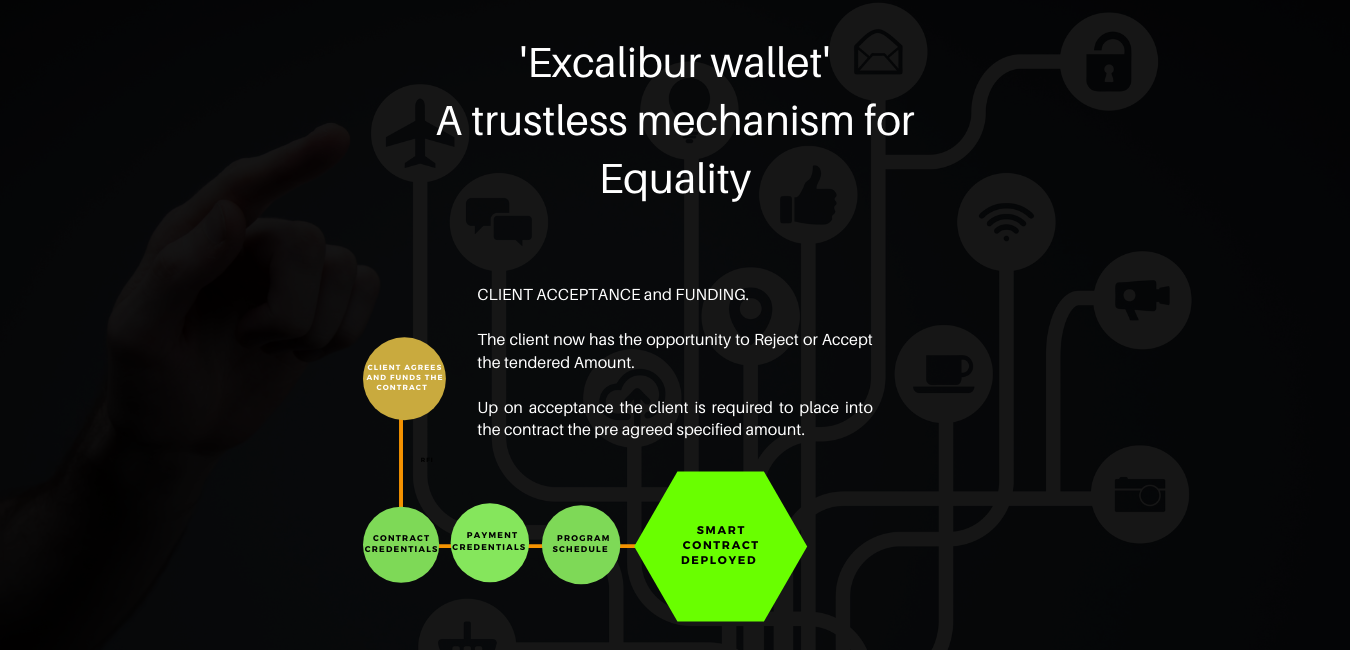 'Excalibur wallet'
A trustless mechanism for
Equality
CLIENT ACCEPTANCE and FUNDING.
The client now has the opportunity to Reject or Accept
the tendered Amount.
Up on acceptance the client is required to place into
the contract the pre agreed specified amount.
CLIENT AGREES
AND FUNDS THE
CONTRACT
CONTRACT
CREDENTIALS
PAYMENT
CREDENTIALS
PROGRAM
SCHEDULE
SMART
CONTRACT
DEPLOYED